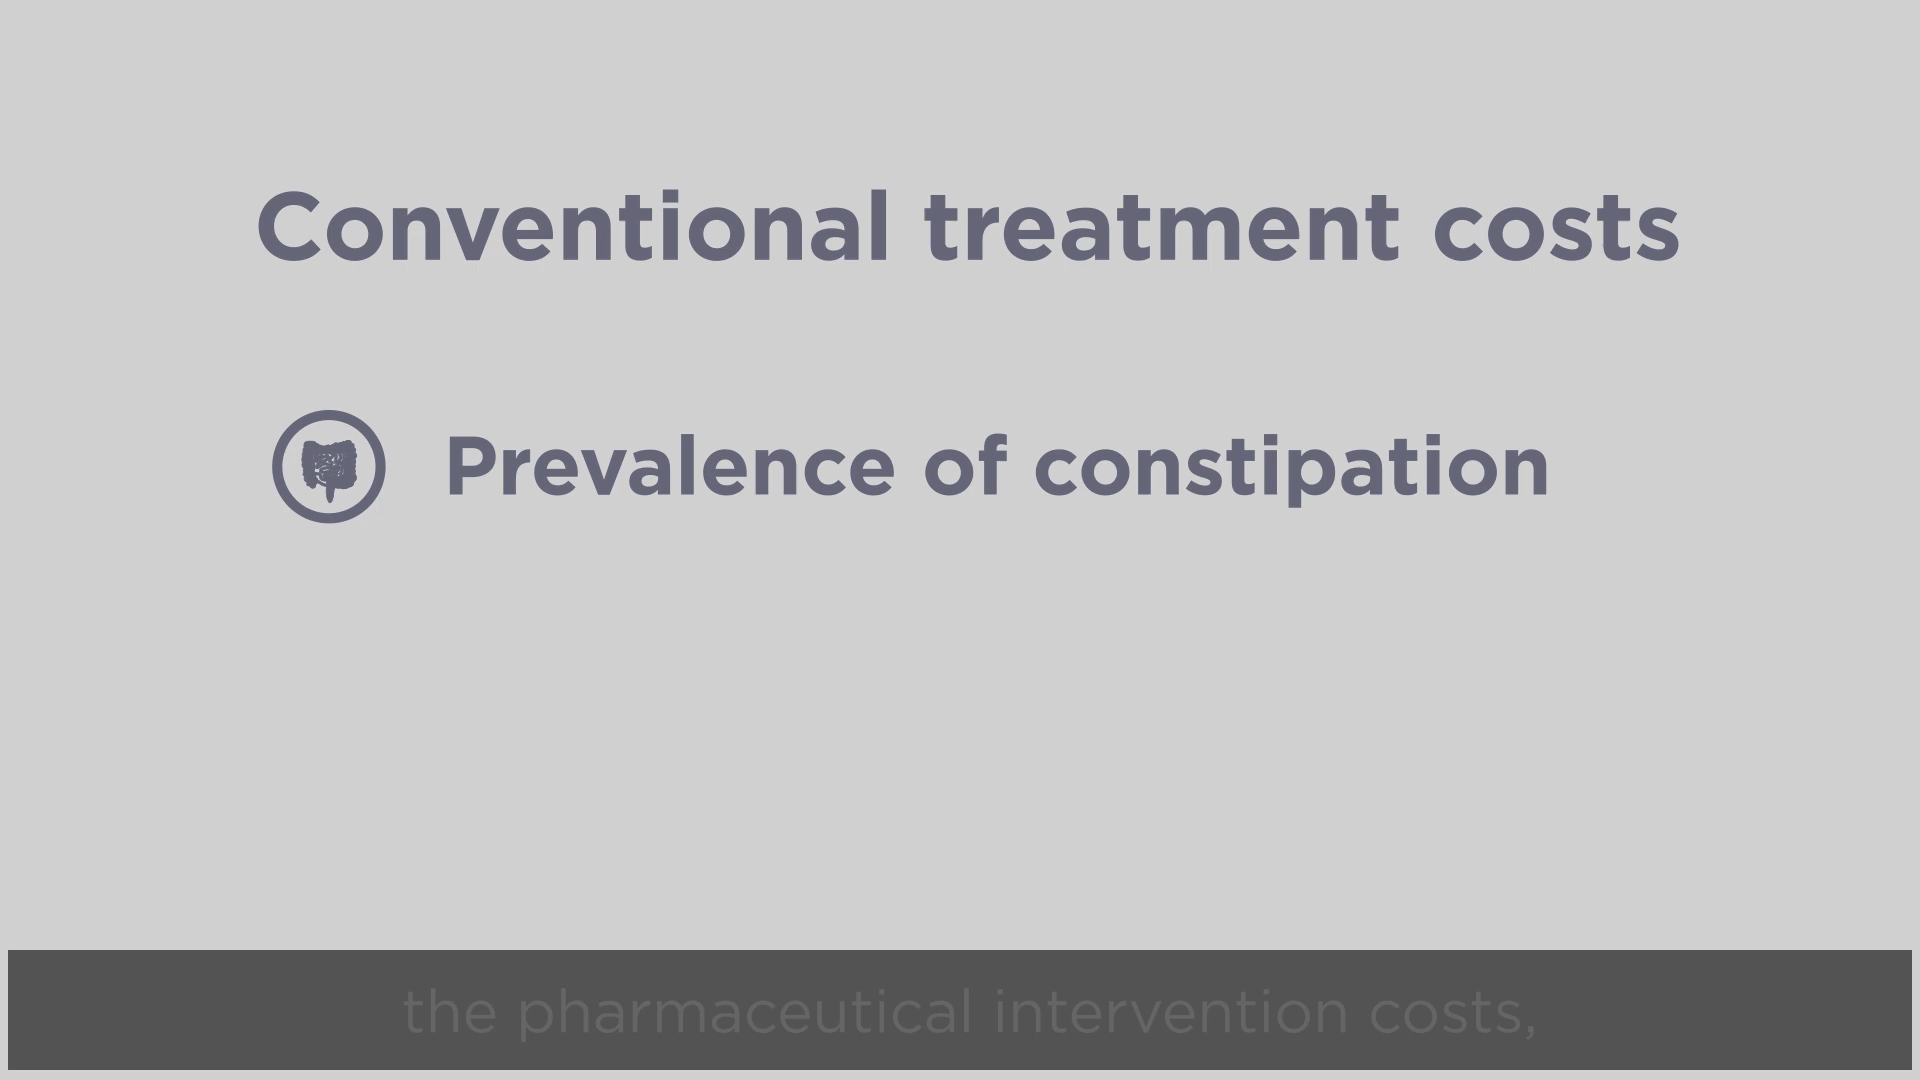 Conventional treatment costs
Prevalence of constipation
the pharmaceutical intervention costs,